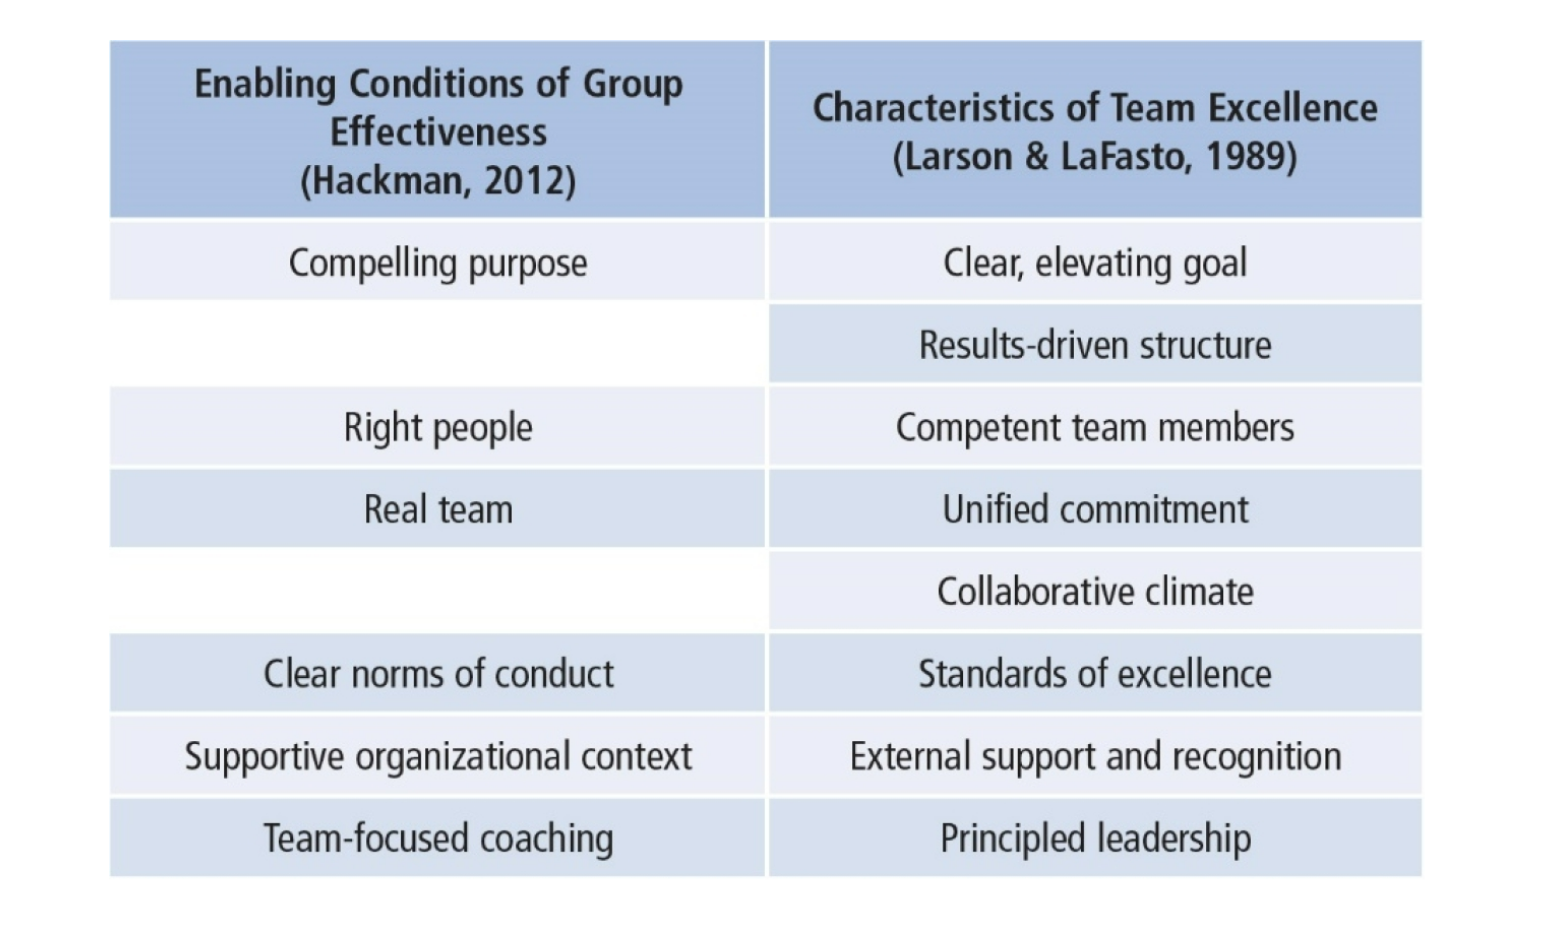 Enabling Conditions of Group
Effectiveness
(Hackman, 2012)
Characteristics of Team Excellence
(Larson & LaFasto, 1989)
Compelling purpose
Clear, elevating goal
Results-driven structure
Right people
Competent team members
Real team
Unified commitment
Collaborative climate
Clear norms of conduct
Standards of excellence
Supportive organizational context
External support and recognition
Team-focused coaching
Principled leadership